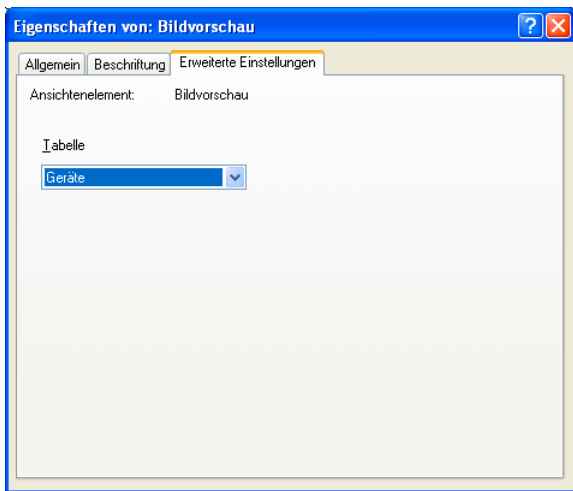 Eigenschaften von: Bildvorschau
Allgemein Beschriftung Erweiterte Einstellungen
Ansichtenelement: Bildvorschau
Tabelle
Geräte